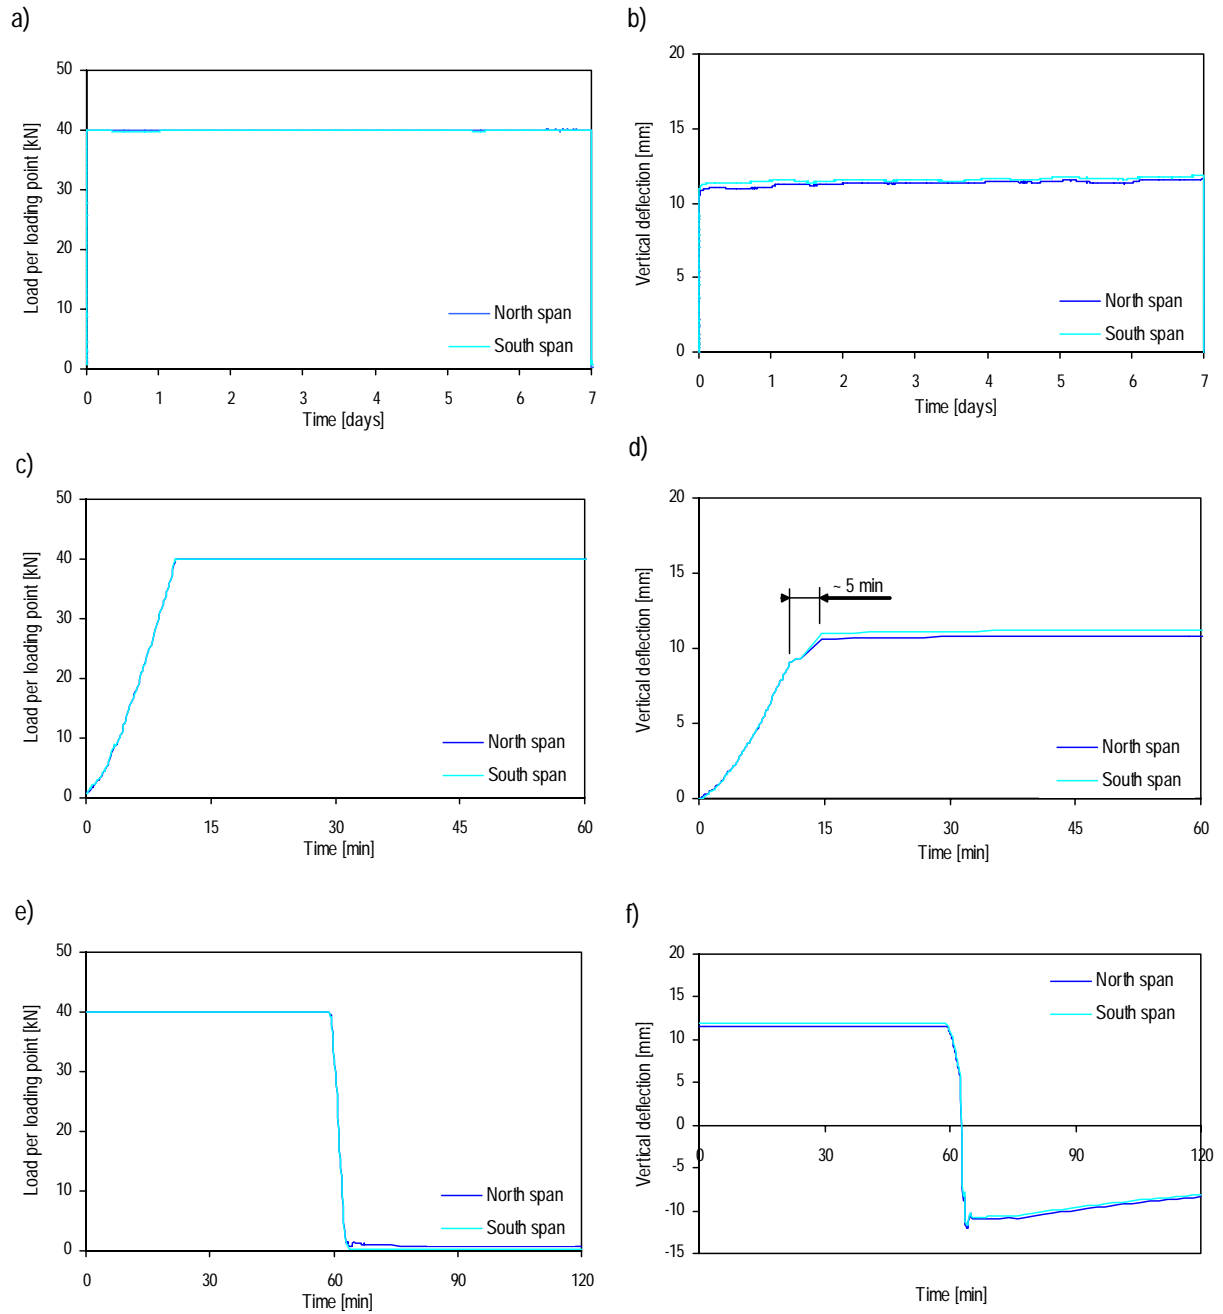 a)
50
40
30
20
10
0
Load per loading point [kN]
North span
South span
0 1 2 3 4 5 6 7
Time [days]
b)
20
15
10
5
0
Vertical deflection [mm]
North span
South span
0 1 2 3 4 5 6 7
Time [days]
c)
50
40
30
20
10
0
Load per loading point [kN]
North span
South span
0 15 30 45 60
Time [min]
d)
20
15
10
5
0
Vertical deflection [mm]
~ 5 min
North span
South span
0 15 30 45 60
Time [min]
e)
50
40
30
20
10
0
Load per loading point [kN]
North span
South span
0 30 60 90 120
Time [min]
f)
20
15
10
5
0
-5
-10
-15
Vertical deflection [mm]
North span
South span
30 60 90 120
Time [min]